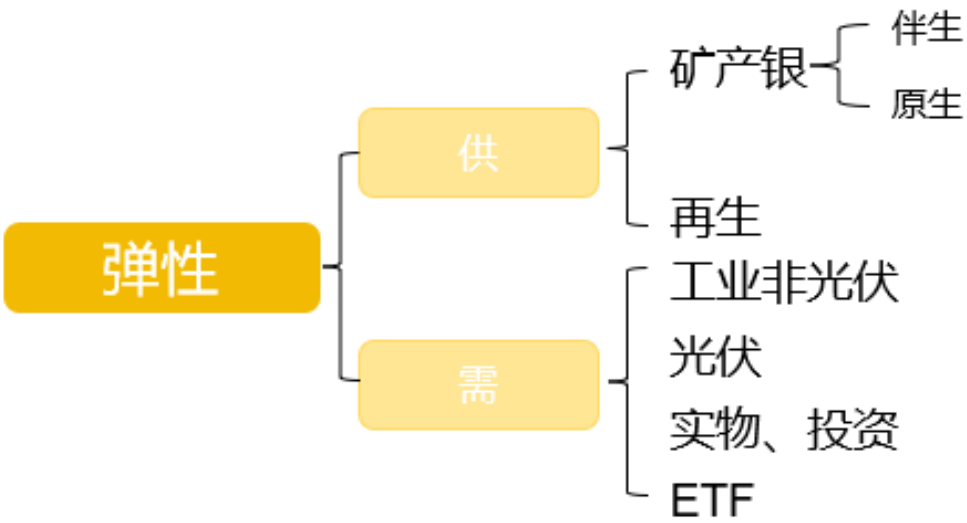 弹性
供
矿产银
伴生
原生
再生
需
工业非光伏
光伏
实物、投资
ETF